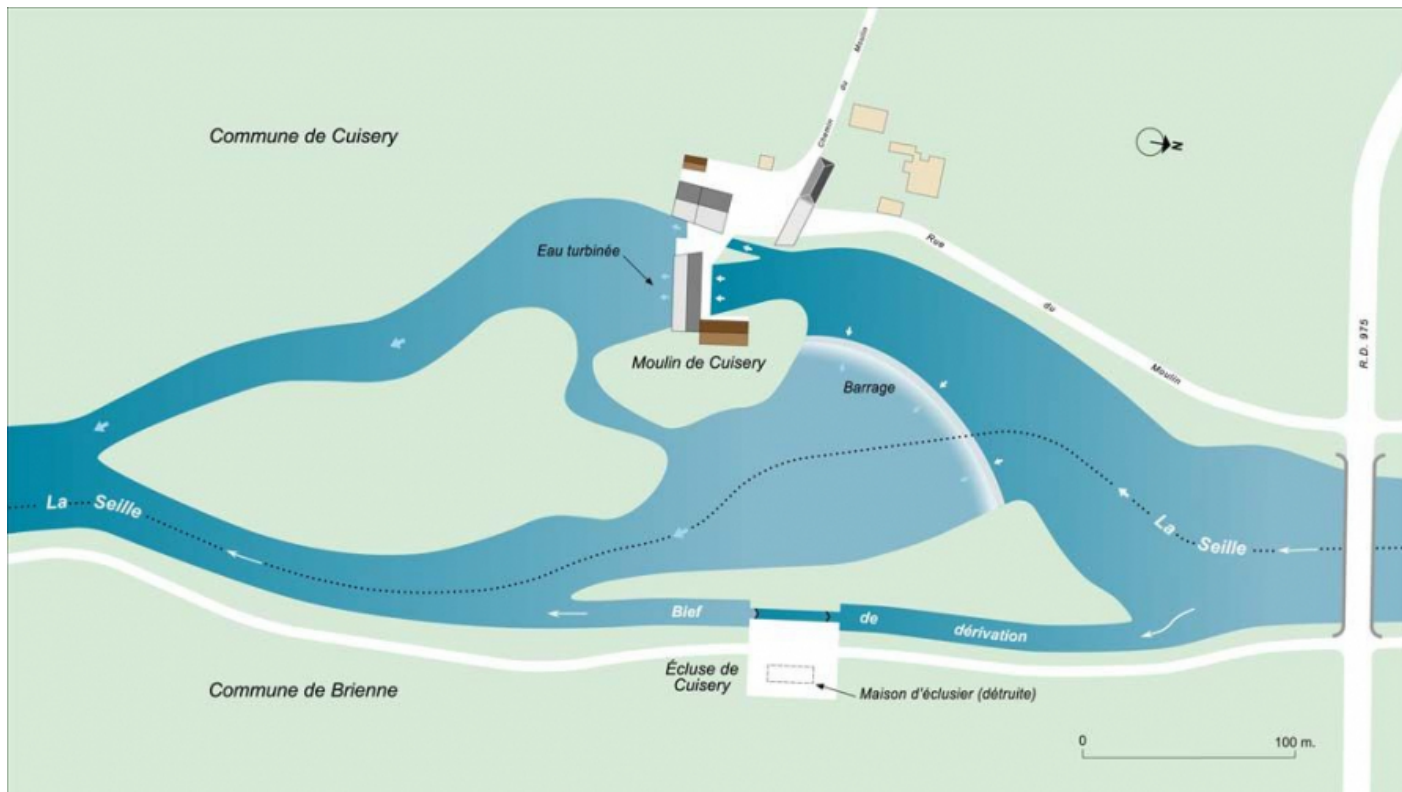 Commune de Cuisery
Chemin du Moulin
N
Eau turbinée
Rue du Moulin
R.D. 975
Moulin de Cuisery
Barrage
La Seille
La Seille
Bief de dérivation
Écluse de
Cuisery
Maison d'éclusier (détruite)
Commune de Brienne
0 100 m.